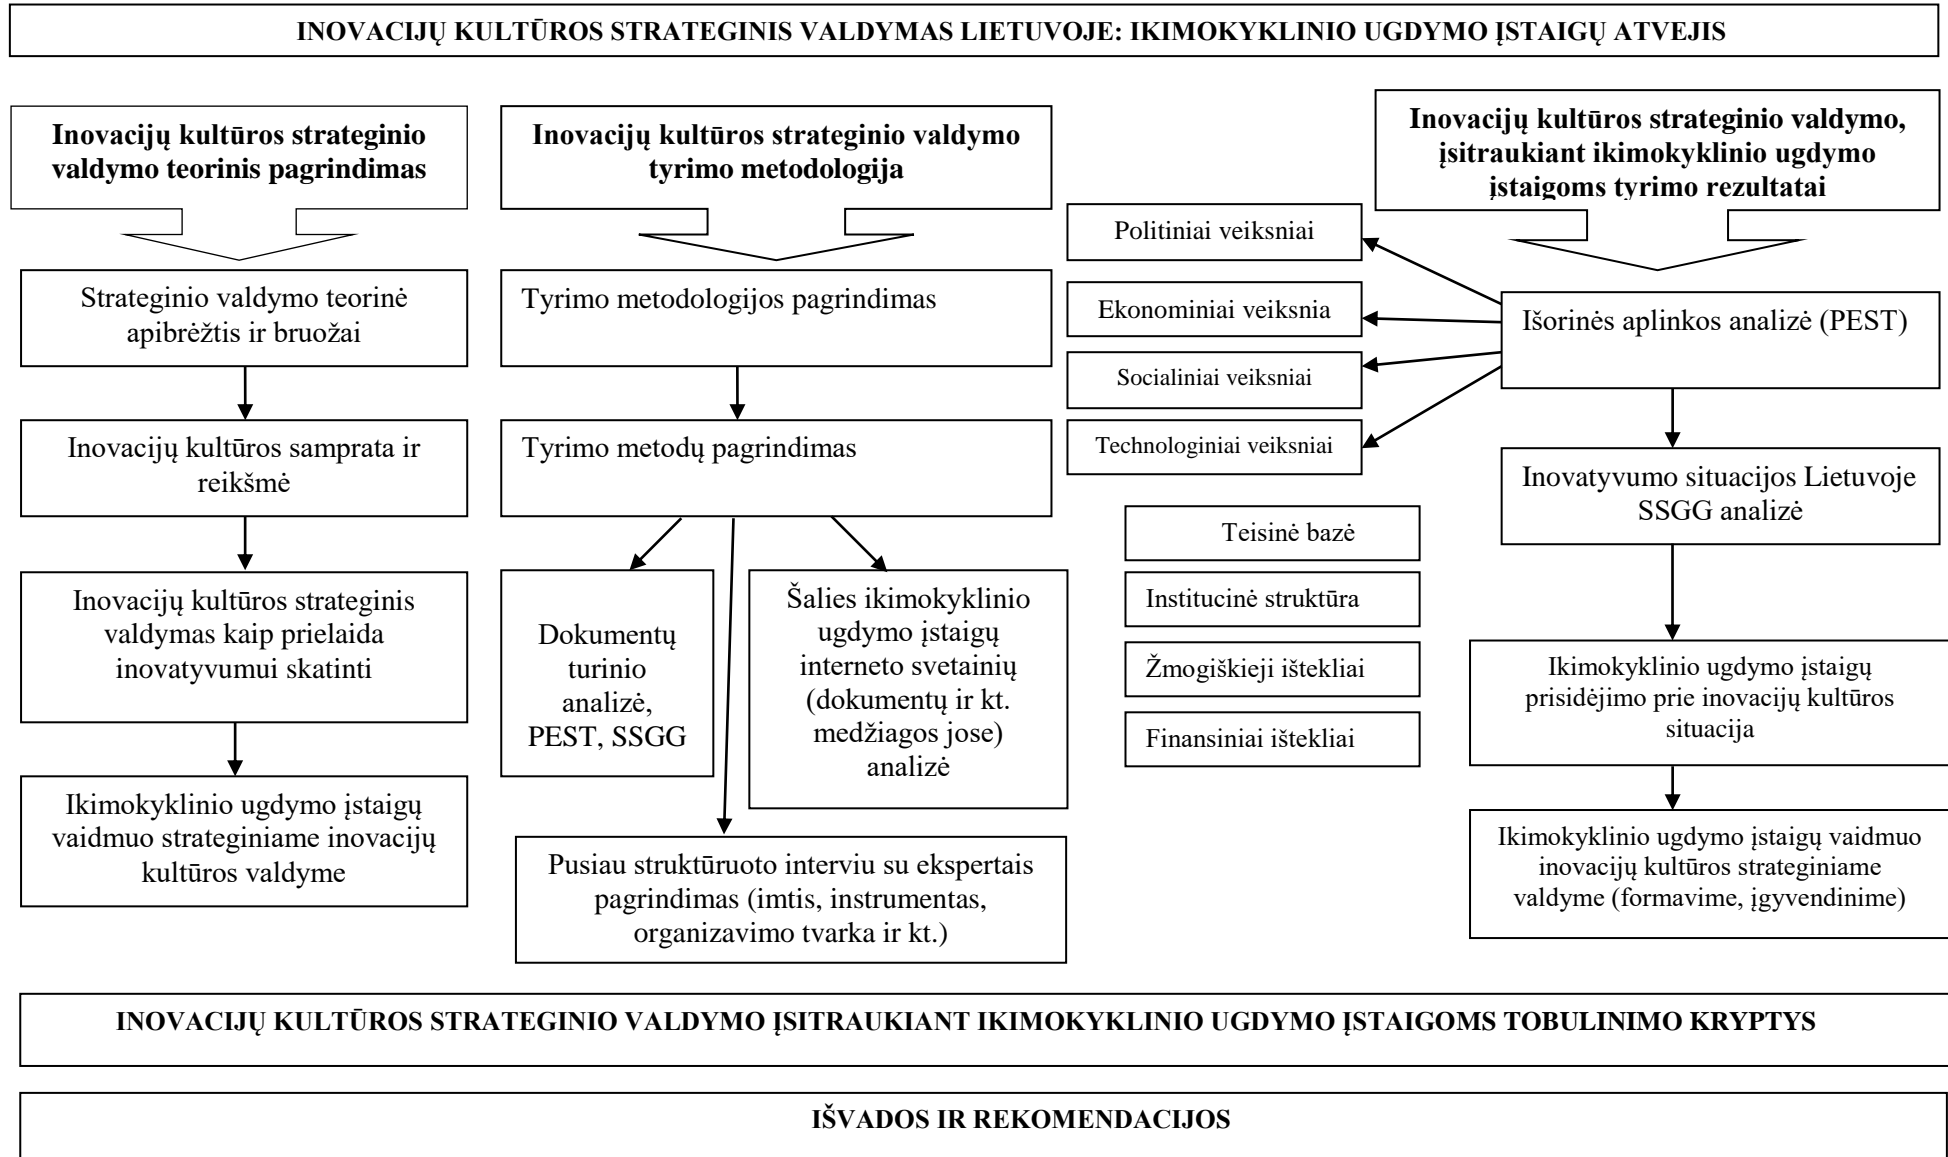 INOVACIJŲ KULTŪROS STRATEGINIS VALDYMAS LIETUVOJE: IKIMOKYKLINIO UGDYMO ĮSTAIGŲ ATVEJIS
Inovacijų kultūros strateginio
valdymo teorinis pagrindimas
Strateginio valdymo teorinė
apibrėžtis ir bruožai
Inovacijų kultūros samprata ir
reikšmė
Inovacijų kultūros strateginis
valdymas kaip prielaida
inovatyvumui skatinti
Ikimokyklinio ugdymo įstaigų
vaidmuo strateginiame inovacijų
kultūros valdyme
Inovacijų kultūros strateginio valdymo
tyrimo metodologija
Tyrimo metodologijos pagrindimas
Tyrimo metodų pagrindimas
Dokumentų
turinio
analizė,
PEST, SSGG
Šalies ikimokyklinio
ugdymo įstaigų
interneto svetainių
(dokumentų ir kt.
medžiagos jose)
analizė
Pusiau struktūruoto interviu su ekspertais
pagrindimas (imtis, instrumentas,
organizavimo tvarka ir kt.)
Inovacijų kultūros strateginio valdymo,
įsitraukiant ikimokyklinio ugdymo
įstaigoms tyrimo rezultatai
Politiniai veiksniai
Ekonominiai veiksnia
Socialiniai veiksniai
Technologiniai veiksniai
Teisinė bazė
Institucinė struktūra
Žmogiškieji ištekliai
Finansiniai ištekliai
Išorinės aplinkos analizė (PEST)
Inovatyvumo situacijos Lietuvoje
SSGG analizė
Ikimokyklinio ugdymo įstaigų
prisidėjimo prie inovacijų kultūros
situacija
Ikimokyklinio ugdymo įstaigų vaidmuo
inovacijų kultūros strateginiame
valdyme (formavime, įgyvendinime)
INOVACIJŲ KULTŪROS STRATEGINIO VALDYMO ĮSITRAUKIANT IKIMOKYKLINIO UGDYMO ĮSTAIGOMS TOBULINIMO KRYPTYS
IŠVADOS IR REKOMENDACIJOS